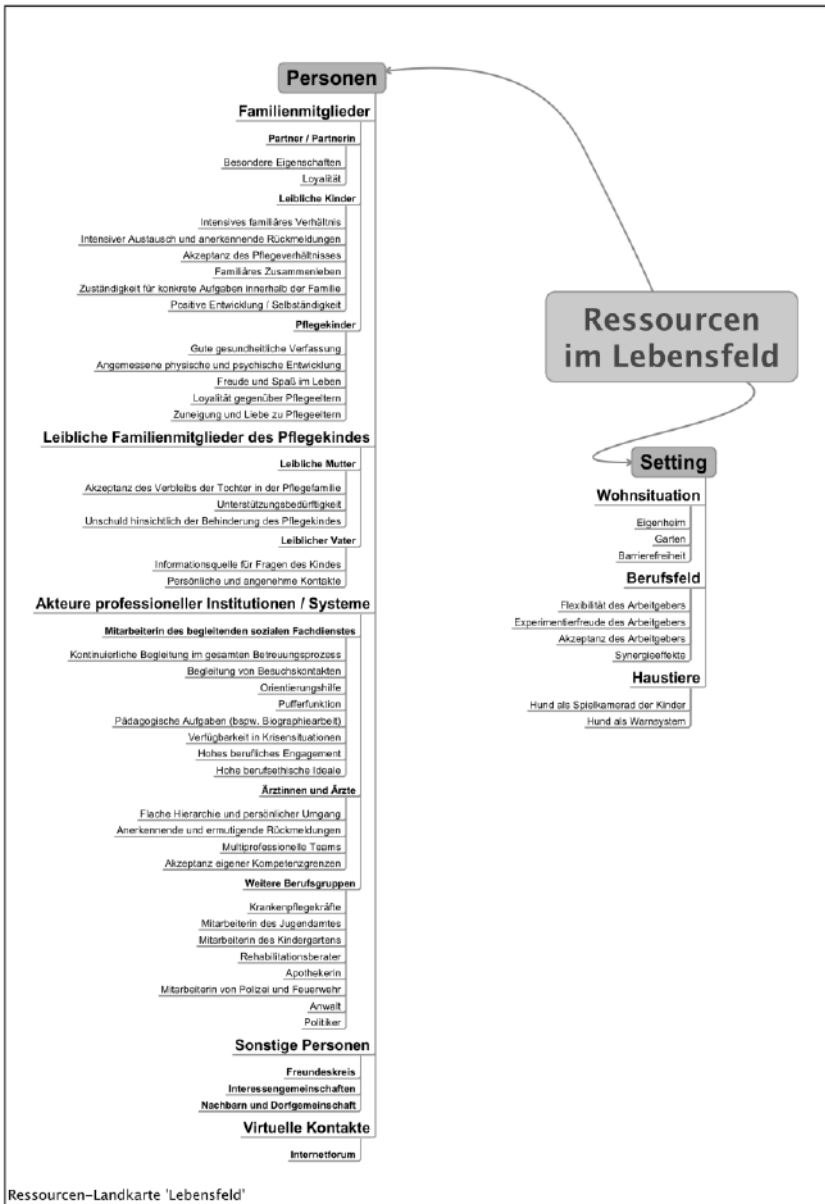 Personen
Familienmitglieder
Partner / Partnerin
Besondere Eigenschaften
Loyalität
Leibliche Kinder
Intensives familiäres Verhältnis
Intensiver Austausch und anerkennende Rückmeldungen
Akzeptanz des Pflegeverhältnisses
Familiäres Zusammenleben
Zuständigkeit für konkrete Aufgaben innerhalb der Familie
Positive Entwicklung / Selbständigkeit
Pflegekinder
Gute gesundheitliche Verfassung
Angemessene physische und psychische Entwicklung
Freude und Spaß im Leben
Loyalität gegenüber Pflegeeltern
Zuneigung und Liebe zu Pflegeeltern
Leibliche Familienmitglieder des Pflegekindes
Leibliche Mutter
Akzeptanz des Verbleibs der Tochter in der Pflegefamilie
Unterstützungsbedürftigkeit
Unschuld hinsichtlich der Behinderung des Pflegekindes
Leiblicher Vater
Informationsquelle für Fragen des Kindes
Persönliche und angenehme Kontakte
Akteure professioneller Institutionen / Systeme
Mitarbeiterin des begleitenden sozialen Fachdienstes
Kontinuierliche Begleitung im gesamten Betreuungsprozess
Begleitung von Besuchskontakten
Orientierungshilfe
Pufferfunktion
Pädagogische Aufgaben (bspw. Biographiearbeit)
Verfügbarkeit in Krisensituationen
Hohes berufliches Engagement
Hohe berufsethische Ideale
Ärztinnen und Ärzte
Flache Hierarchie und persönlicher Umgang
Anerkennende und ermutigende Rückmeldungen
Multiprofessionelle Teams
Akzeptanz eigener Kompetenzgrenzen
Weitere Berufsgruppen
Krankenpflegekräfte
Mitarbeiterin des Jugendamtes
Mitarbeiterin des Kindergartens
Rehabilitationsberater
Apothekerin
Mitarbeiterin von Polizei und Feuerwehr
Anwalt
Politiker
Sonstige Personen
Freundeskreis
Interessengemeinschaften
Nachbarn und Dorfgemeinschaft
Virtuelle Kontakte
Internetforum
Ressourcen
im Lebensfeld
Setting
Wohnsituation
Eigenheim
Garten
Barrierefreiheit
Berufsfeld
Flexibilität des Arbeitgebers
Experimentierfreude des Arbeitgebers
Akzeptanz des Arbeitgebers
Synergieeffekte
Haustiere
Hund als Spielkamerad der Kinder
Hund als Warnsystem
Ressourcen-Landkarte 'Lebensfeld'